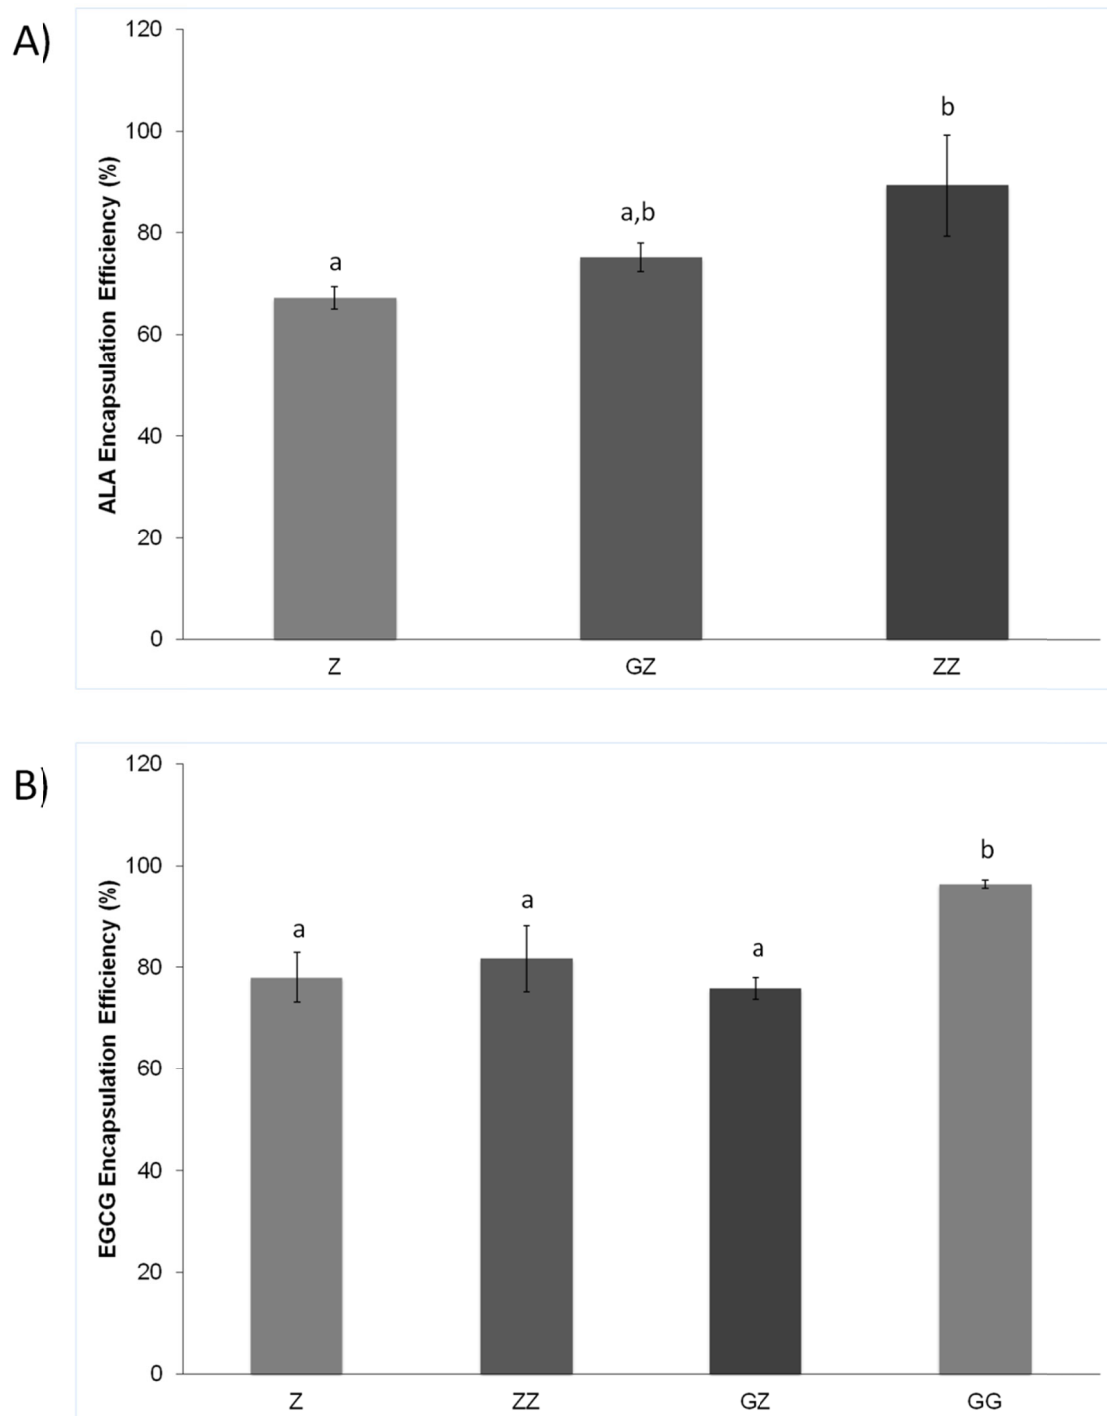 A)
ALA Encapsulation Efficiency (%)
120
100
80
60
40
20
0
a
a,b
b
Z GZ ZZ
B)
EGCG Encapsulation Efficiency (%)
120
100
80
60
40
20
0
a
a
a
b
Z ZZ GZ GG